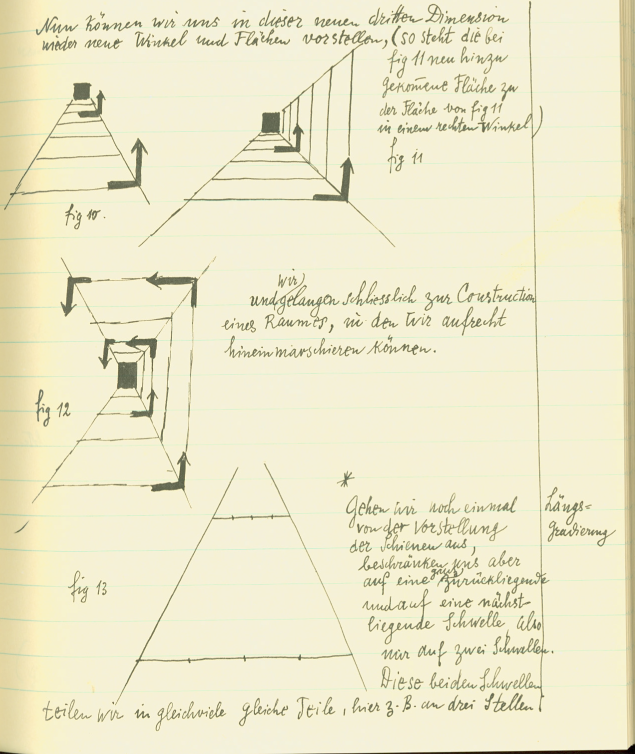 Nun können wir uns in dieser neuen dritten Dimension
wieder neue Winkel und Flächen vorstellen, (so steht die bei
fig 11 neu hinzu
gekom̄ene Fläche zu
der Fläche von fig 11
in einem rechten Winkel)
fig 11
fig 10.
wir)
und gelangen schliesslich zur Construction
eines Raumes, in den wir aufrecht
hineinmarschieren können.
fig 12
*
Gehen wir noch einmal
von der Vorstellung
der Schienen aus,
beschränken uns aber
auf eine ganz zurückliegende
und auf eine nächst-
liegende Schwelle, also
nur auf zwei Schwellen.
Diese beiden Schwellen
teilen wir in gleichviele gleiche Teile, hier z.B. an drei Stellen
Längs=
Gradierung
fig 13